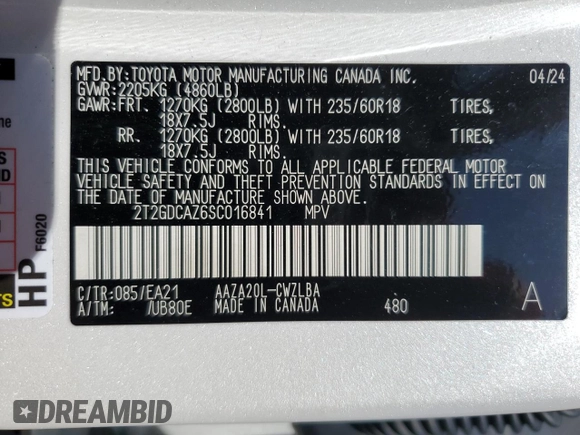 MFD.BY:TOYOTA MOTOR MANUFACTURING CANADA INC. 04/24
GVWR:2205KG (4860LB)
GAWR:FRT. 1270KG (2800LB) WITH 235/60R18 TIRES,
18X7.5J RIMS.
RR. 1270KG (2800LB) WITH 235/60R18 TIRES,
18X7.5J RIMS.
THIS VEHICLE CONFORMS TO ALL APPLICABLE FEDERAL MOTOR
VEHICLE SAFETY AND THEFT PREVENTION STANDARDS IN EFFECT ON
THE DATE OF MANUFACTURE SHOWN ABOVE.
2T2GDCAZ6SC016841 MPV
C/TR:085/EA21 AAZA20L-CWZLBA
A/TM: /UB80E MADE IN CANADA 480 A
HP
F6020
DREAMBID